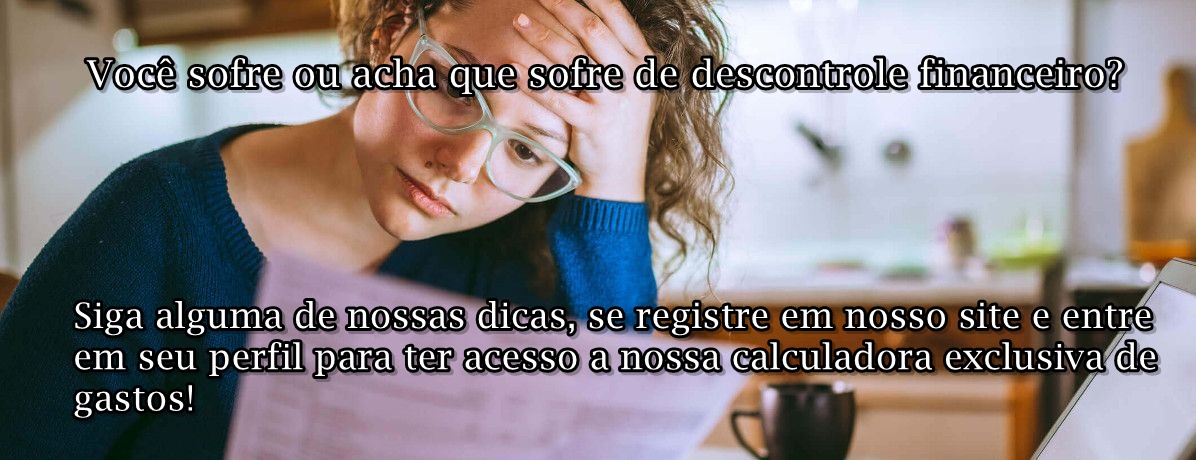 Você sofre ou acha que sofre de descontrole financeiro?
Siga alguma de nossas dicas, se registre em nosso site e entre
em seu perfil para ter acesso a nossa calculadora exclusiva de
gastos!